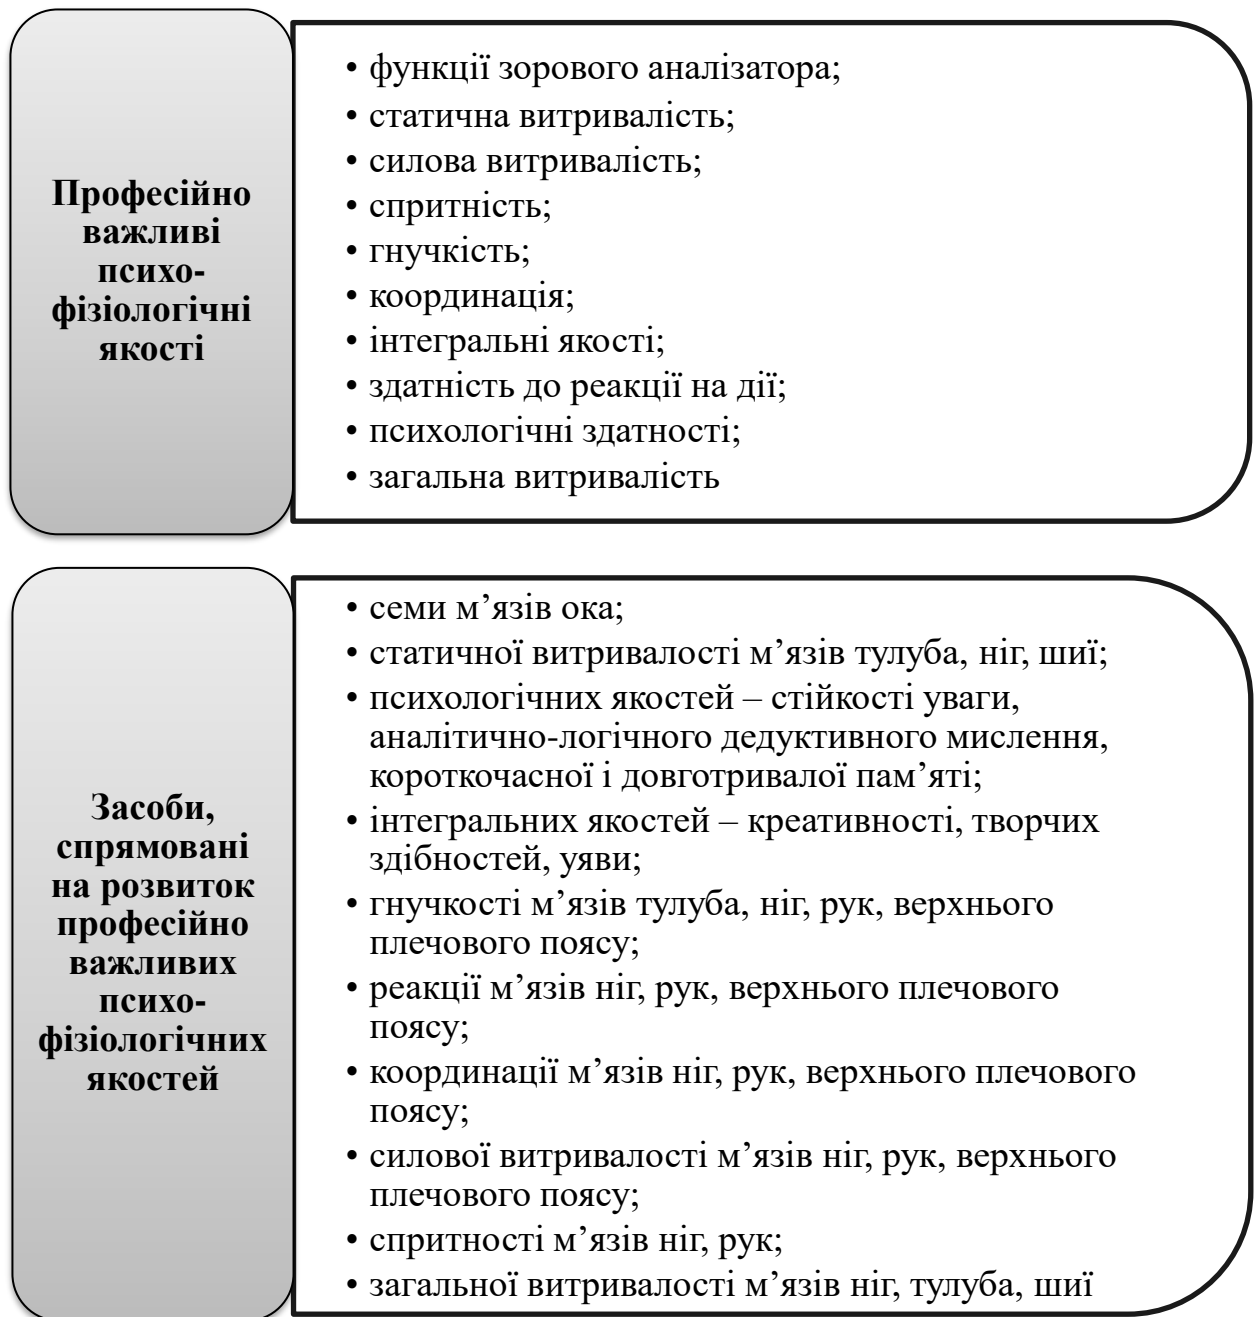 Професійно
важливі
психо-
фізіологічні
якості
• функції зорового аналізатора;
• статична витривалість;
• силова витривалість;
• спритність;
• гнучкість;
• координація;
• інтегральні якості;
• здатність до реакції на дії;
• психологічні здатності;
• загальна витривалість
Засоби,
спрямовані
на розвиток
професійно
важливих
психо-
фізіологічних
якостей
• семи м’язів ока;
• статичної витривалості м’язів тулуба, ніг, шиї;
• психологічних якостей – стійкості уваги,
аналітично-логічного дедуктивного мислення,
короткочасної і довготривалої пам’яті;
• інтегральних якостей – креативності, творчих
здібностей, уяви;
• гнучкості м’язів тулуба, ніг, рук, верхнього
плечового поясу;
• реакції м’язів ніг, рук, верхнього плечового
поясу;
• координації м’язів ніг, рук, верхнього плечового
поясу;
• силової витривалості м’язів ніг, рук, верхнього
плечового поясу;
• спритності м’язів ніг, рук;
• загальної витривалості м’язів ніг, тулуба, шиї